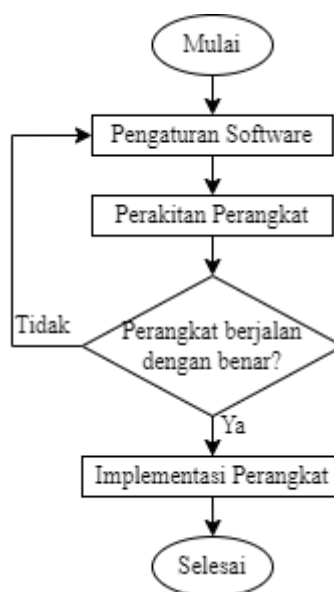 Mulai
Pengaturan Software
Perakitan Perangkat
Tidak
Perangkat berjalan
dengan benar?
Ya
Implementasi Perangkat
Selesai